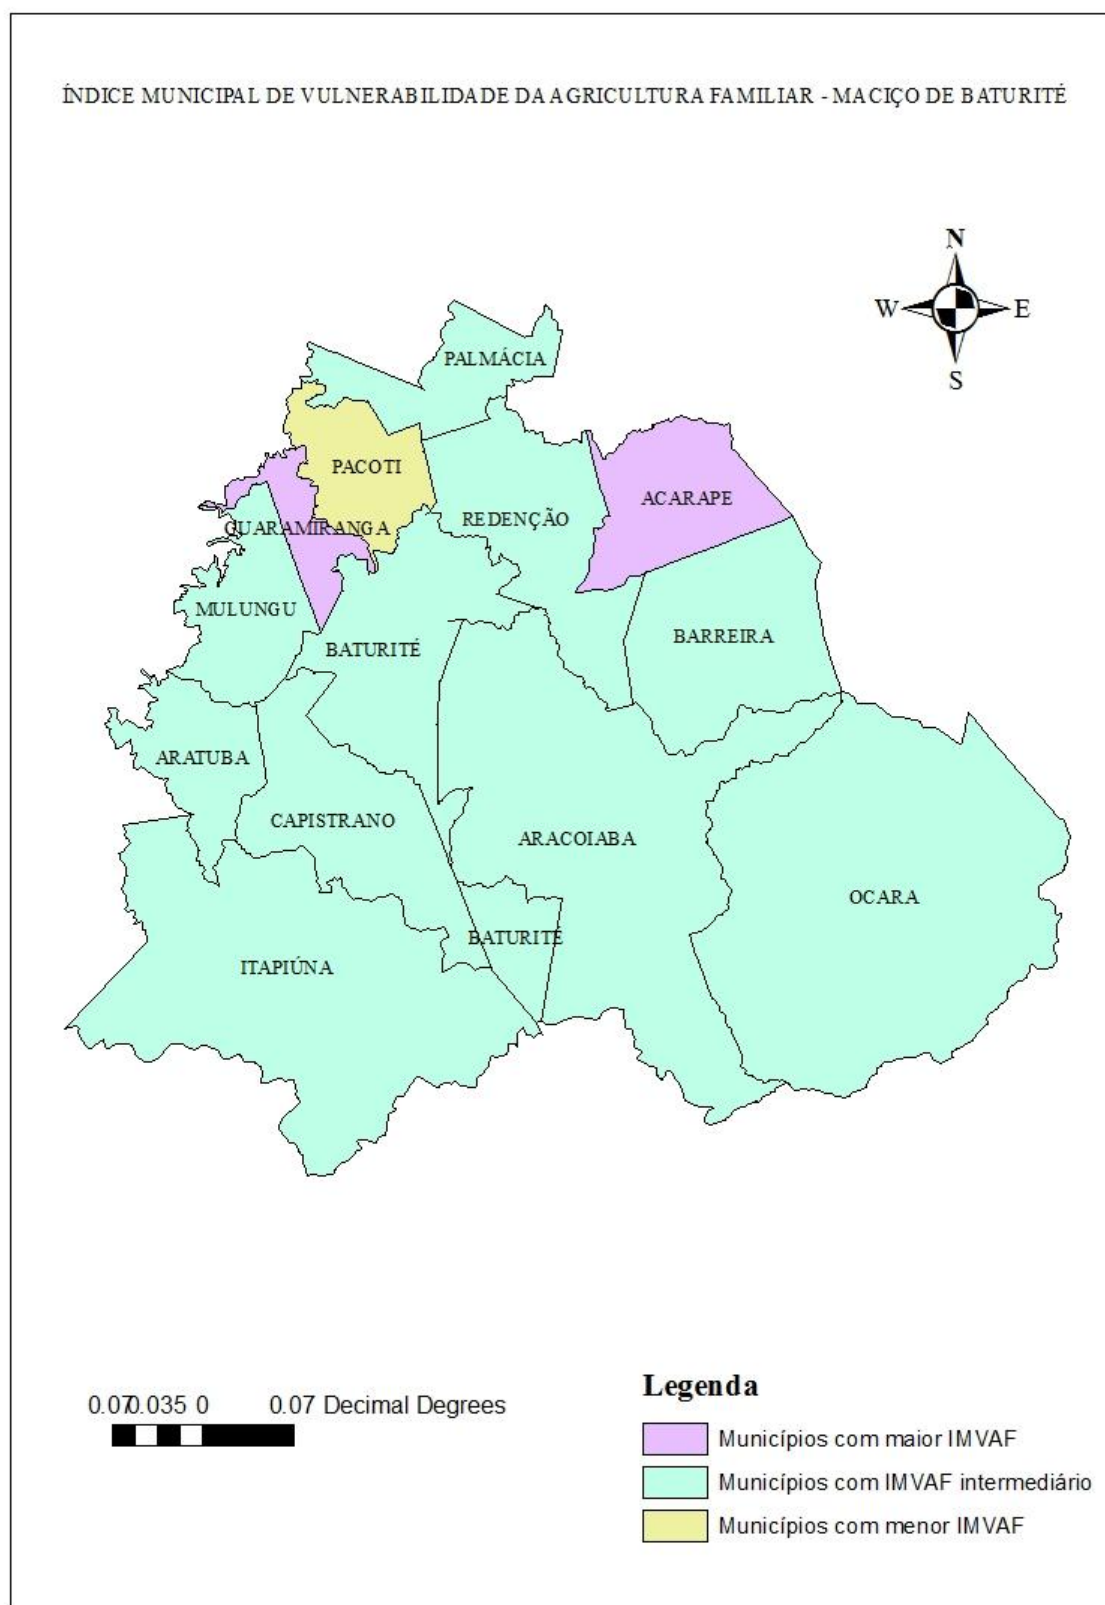 ÍNDICE MUNICIPAL DE VULNERABILIDADE DA AGRICULTURA FAMILIAR - MACIÇO DE BATURITÉ
N
W E
S
PALMÁCIA
PACOTI
ACARAPE
REDENÇÃO
GUARAMIRANGA
MULUNGU
BARREIRA
BATURITÉ
ARATUBA
CAPISTRANO
ARACOIABA
OCARA
BATURITÉ
ITAPIÚNA
Legenda
0.07 0.035 0 0.07 Decimal Degrees
Municípios com maior IMVAF
Municípios com IMVAF intermediário
Municípios com menor IMVAF